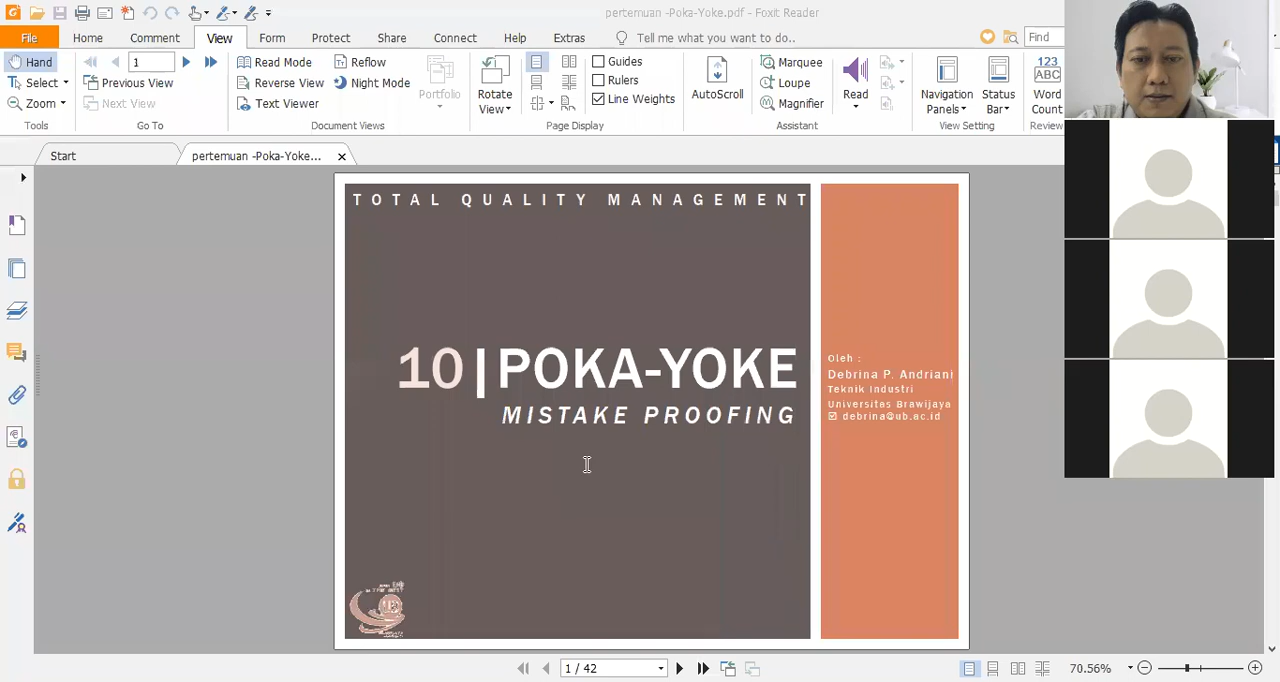 pertemuan -Poka-Yoke.pdf - Foxit Reader
File Home Comment View Form Protect Share Connect Help Extras Tell me what you want to do.. Find
Hand
Select
Zoom
Tools
1
Previous View
Next View
Go To
Read Mode
Reverse View
Text Viewer
Reflow
Night Mode
Document Views
Portfolio
Rotate
View
Guides
Rulers
Line Weights
Page Display
AutoScroll
Marquee
Loupe
Magnifier
Assistant
Read
Navigation
Panels
Status
Bar
View Setting
123
ABC
Word
Count
Review
Start
pertemuan -Poka-Yoke...
TOTAL QUALITY MANAGEMENT
10|POKA-YOKE
MISTAKE PROOFING
Oleh :
Debrina P. Andriani
Teknik Industri
Universitas Brawijaya
debrina@ub.ac.id
1 / 42
70.56%